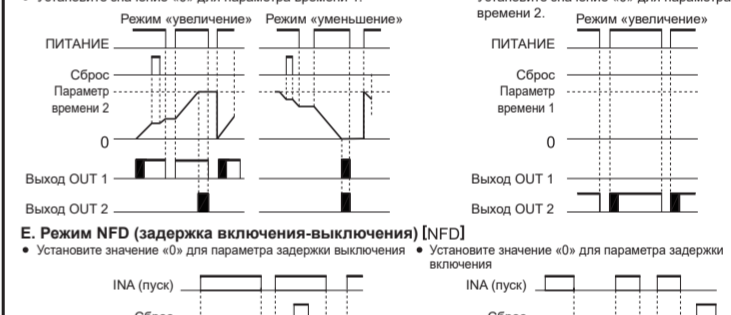 времени 2.
Режим «увеличение» Режим «уменьшение»
ПИТАНИЕ
Сброс
Параметр
времени 2
0
Выход OUT 1
Выход OUT 2
Режим «увеличение»
ПИТАНИЕ
Сброс
Параметр
времени 1
0
Выход OUT 1
Выход OUT 2
E. Режим NFD (задержка включения-выключения) [NFD]
• Установите значение «0» для параметра задержки выключения
INA (пуск)
• Установите значение «0» для параметра задержки
включения
INA (пуск)